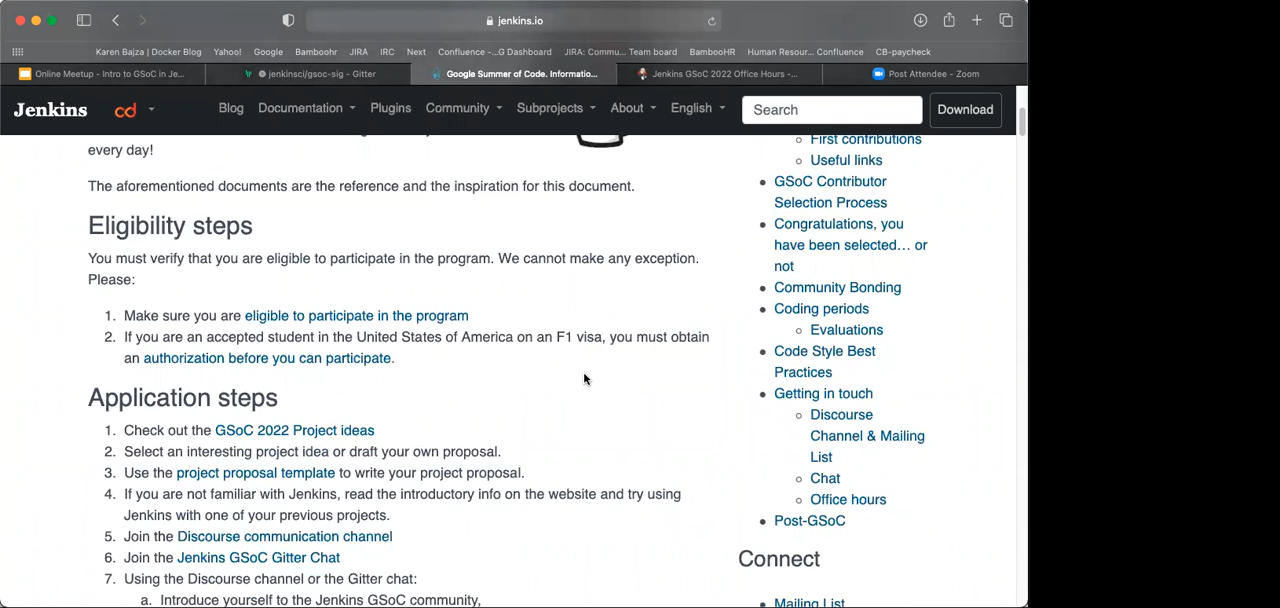 jenkins.io
Karen Bajza | Docker Blog Yahoo! Google Bamboohr JIRA IRC Next Confluence -...G Dashboard JIRA: Commu... Team board BambooHR Human Resour... Confluence CB-paycheck
Online Meetup - Intro to GSoC in Je... jenkinsci/gsoc-sig - Gitter Google Summer of Code. Informatio... Jenkins GSoC 2022 Office Hours -... Post Attendee - Zoom
Jenkins cd Blog Documentation Plugins Community Subprojects About English Search Download
every day!
The aforementioned documents are the reference and the inspiration for this document.
Eligibility steps
You must verify that you are eligible to participate in the program. We cannot make any exception.
Please:
1. Make sure you are eligible to participate in the program
2. If you are an accepted student in the United States of America on an F1 visa, you must obtain
an authorization before you can participate.
Application steps
1. Check out the GSoC 2022 Project ideas
2. Select an interesting project idea or draft your own proposal.
3. Use the project proposal template to write your project proposal.
4. If you are not familiar with Jenkins, read the introductory info on the website and try using
Jenkins with one of your previous projects.
5. Join the Discourse communication channel
6. Join the Jenkins GSoC Gitter Chat
7. Using the Discourse channel or the Gitter chat:
a. Introduce yourself to the Jenkins GSoC community,
First contributions
Useful links
GSoC Contributor
Selection Process
Congratulations, you
have been selected… or
not
Community Bonding
Coding periods
Evaluations
Code Style Best
Practices
Getting in touch
Discourse
Channel & Mailing
List
Chat
Office hours
Post-GSoC
Connect
Mailing List